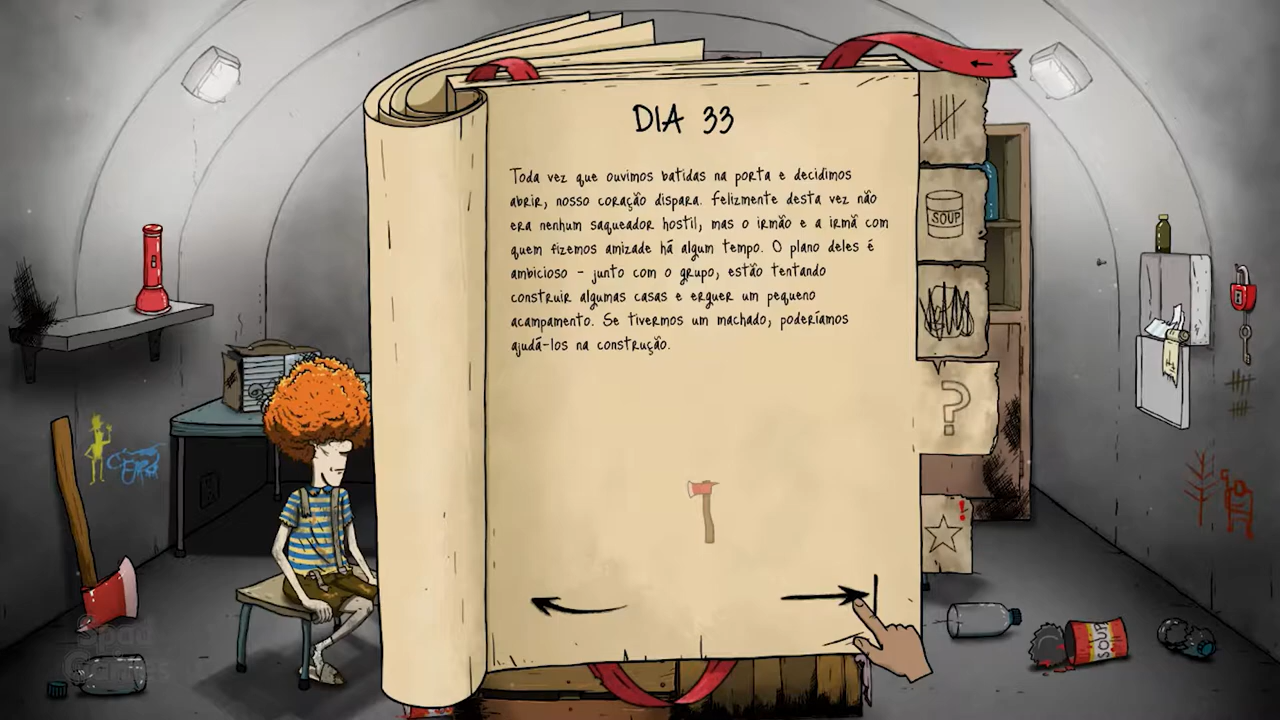 DIA 33
Toda vez que ouvimos batidas na porta e decidimos
abrir, nosso coração dispara. Felizmente desta vez não
era nenhum saqueador hostil, mas o irmão e a irmã com
quem fizemos amizade há algum tempo. O plano deles é
ambicioso - junto com o grupo, estão tentando
construir algumas casas e erguer um pequeno
acampamento. Se tivermos um machado, poderíamos
ajudá-los na construção.
SOUP
?
!
SOUP
Spad
Games